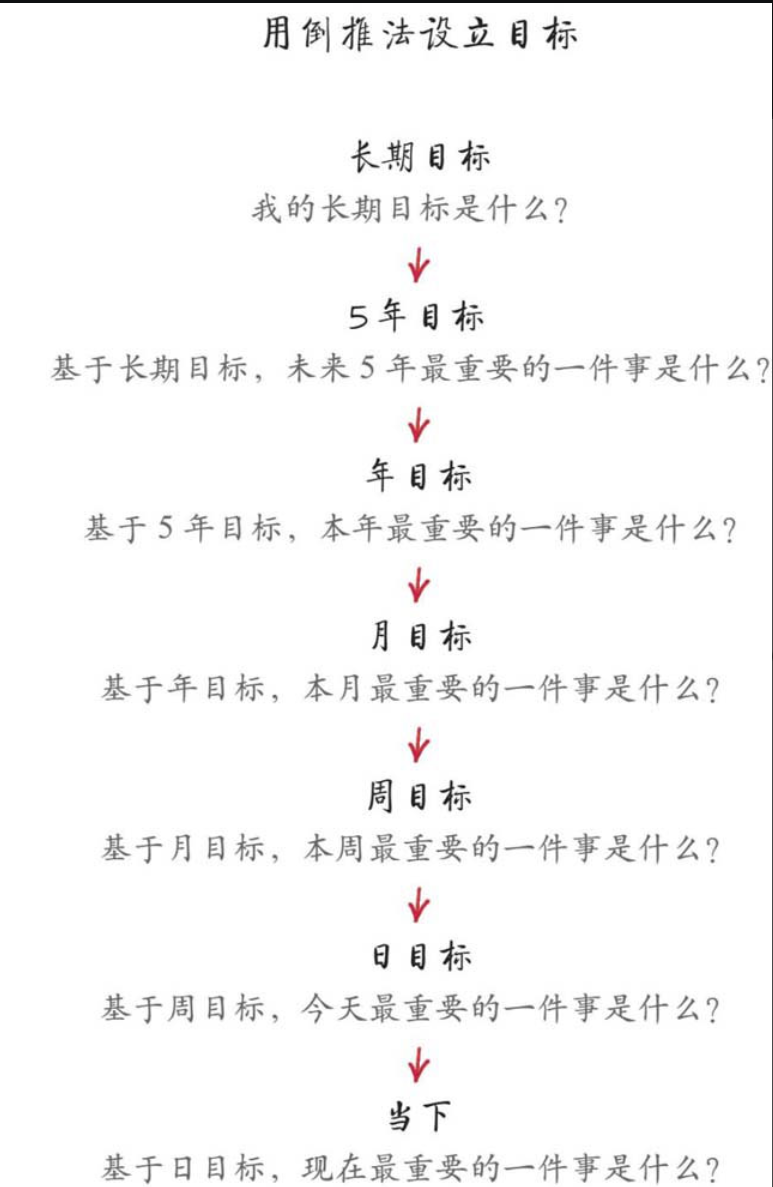 用倒推法设立目标
长期目标
我的长期目标是什么?
5年目标
基于长期目标，未来5年最重要的一件事是什么?
年目标
基于5年目标，本年最重要的一件事是什么?
月目标
基于年目标，本月最重要的一件事是什么?
周目标
基于月目标，本周最重要的一件事是什么?
日目标
基于周目标，今天最重要的一件事是什么?
当下
基于日目标，现在最重要的一件事是什么?